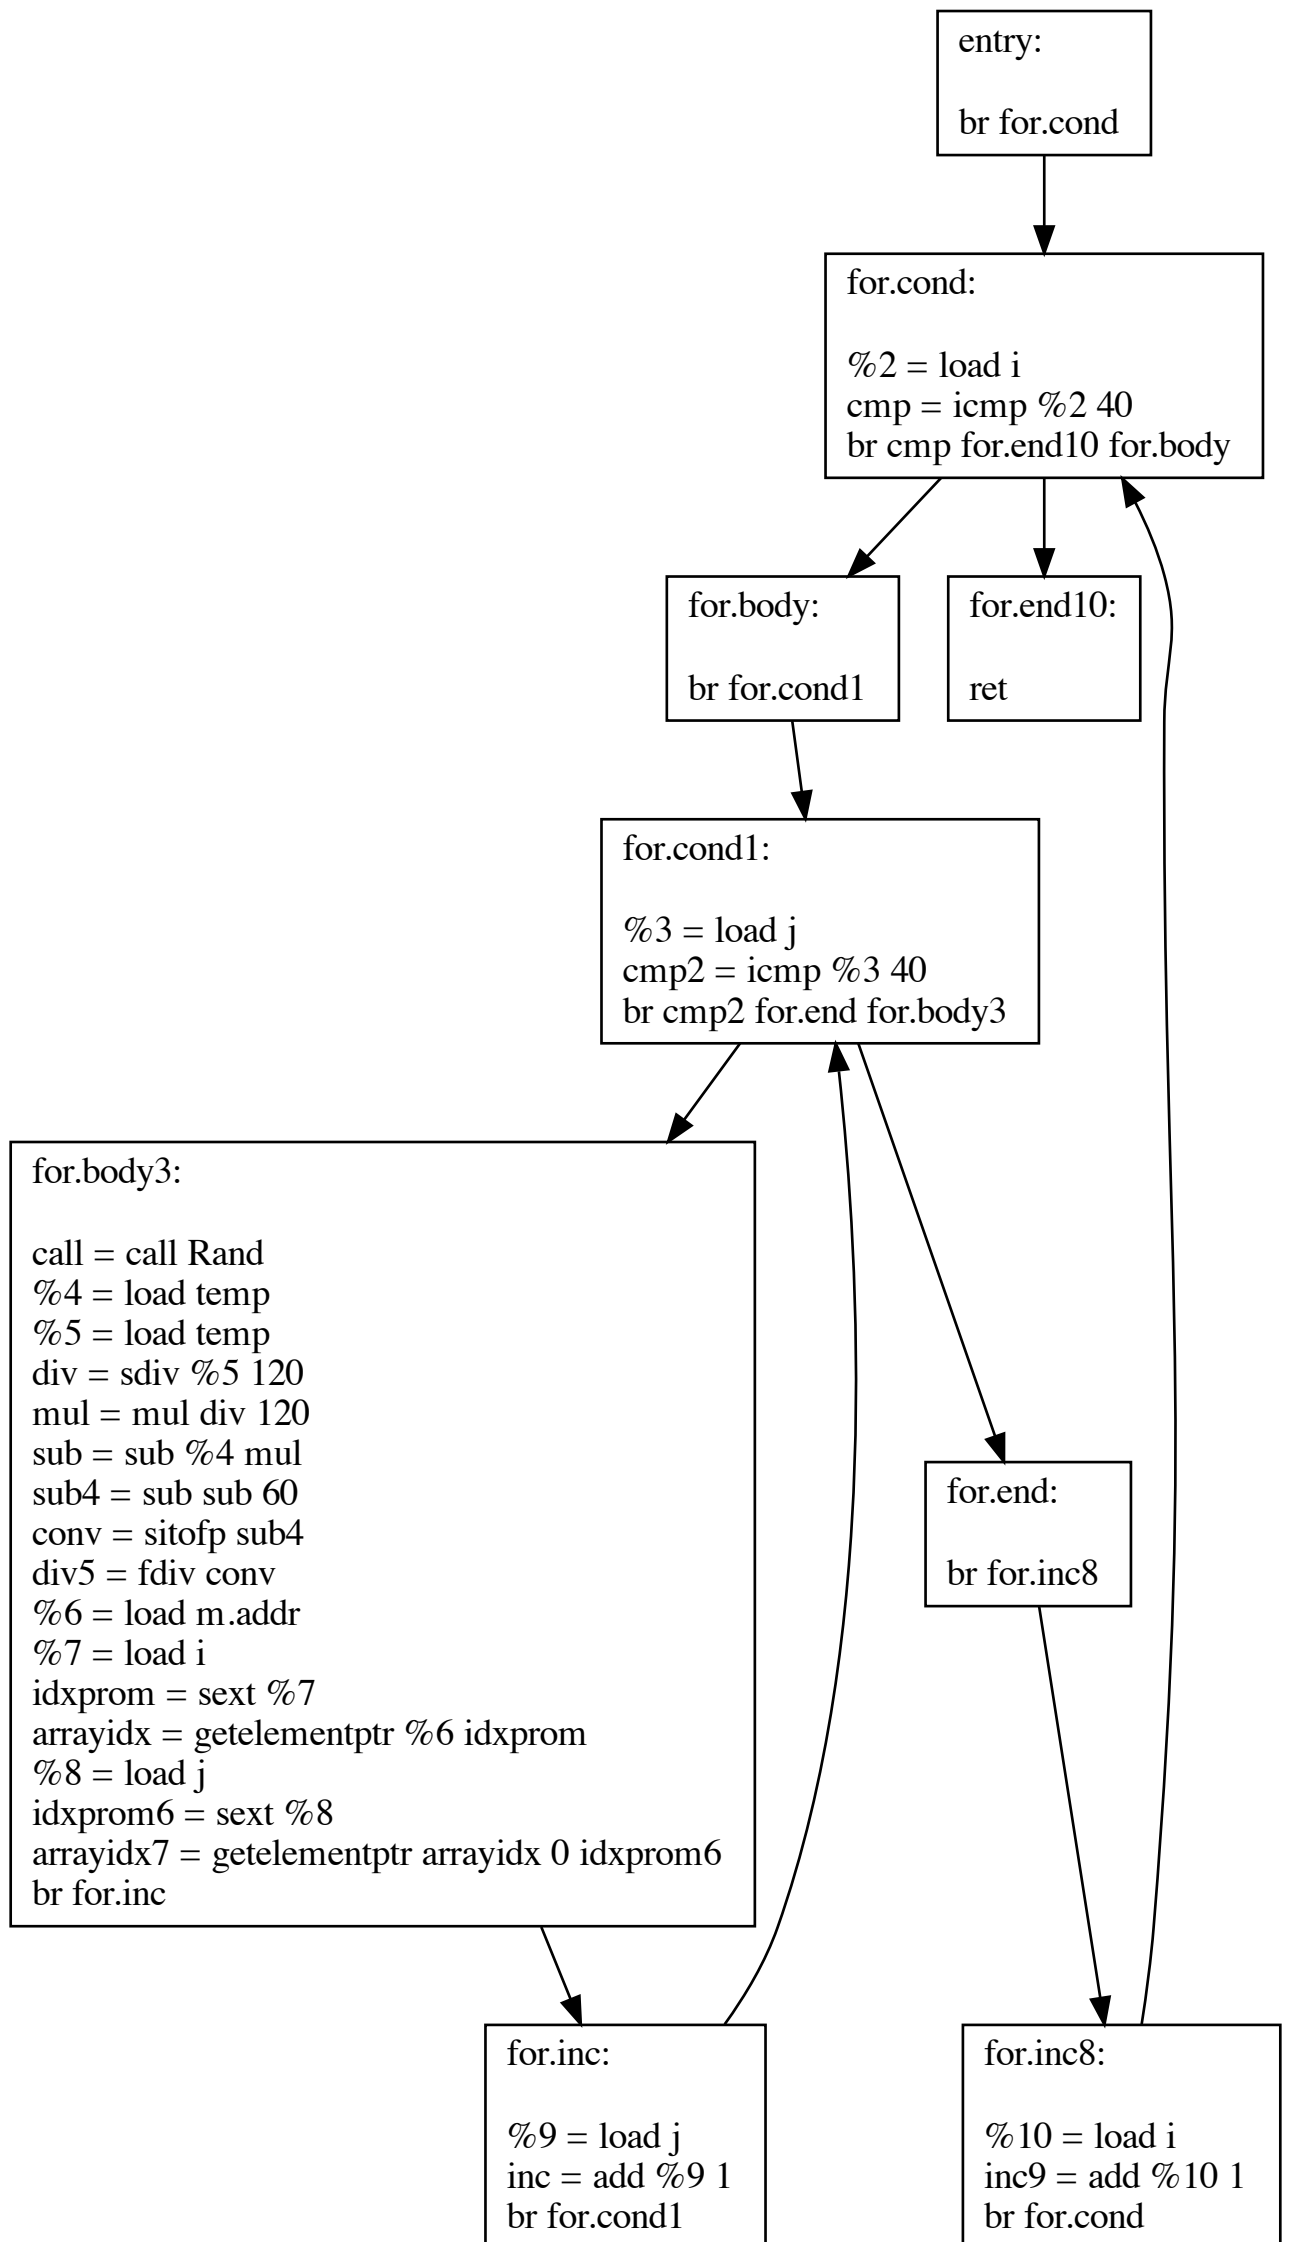 entry:
br for.cond
for.cond:
%2 = load i
cmp = icmp %2 40
br cmp for.end10 for.body
for.body:
br for.cond1
for.end10:
ret
for.cond1:
%3 = load j
cmp2 = icmp %3 40
br cmp2 for.end for.body3
for.body3:
call = call Rand
%4 = load temp
%5 = load temp
div = sdiv %5 120
mul = mul div 120
sub = sub %4 mul
sub4 = sub sub 60
conv = sitofp sub4
div5 = fdiv conv
%6 = load m.addr
%7 = load i
idxprom = sext %7
arrayidx = getelementptr %6 idxprom
%8 = load j
idxprom6 = sext %8
arrayidx7 = getelementptr arrayidx 0 idxprom6
br for.inc
for.end:
br for.inc8
for.inc:
%9 = load j
inc = add %9 1
br for.cond1
for.inc8:
%10 = load i
inc9 = add %10 1
br for.cond